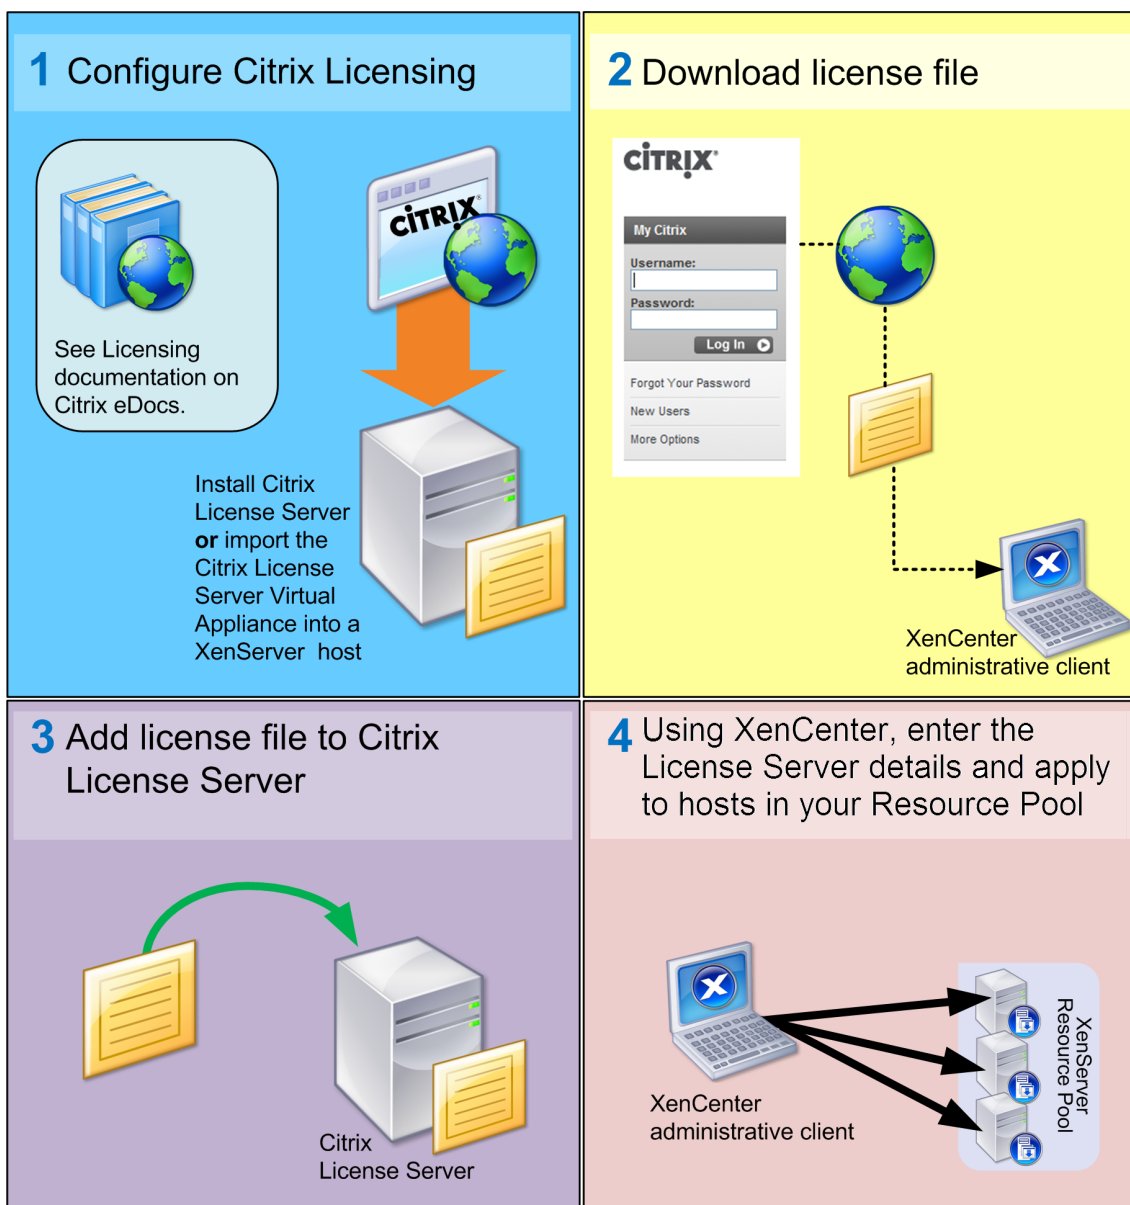 1 Configure Citrix Licensing
CITRIX®
See Licensing
documentation on
Citrix eDocs.
Install Citrix
License Server
or import the
Citrix License
Server Virtual
Appliance into a
XenServer host
2 Download license file
CITRIX®
My Citrix
Username:
Password:
Log In
Forgot Your Password
New Users
More Options
X
XenCenter
administrative client
3 Add license file to Citrix
License Server
Citrix
License Server
4 Using XenCenter, enter the
License Server details and apply
to hosts in your Resource Pool
X
XenCenter
administrative client
XenServer
Resource Pool